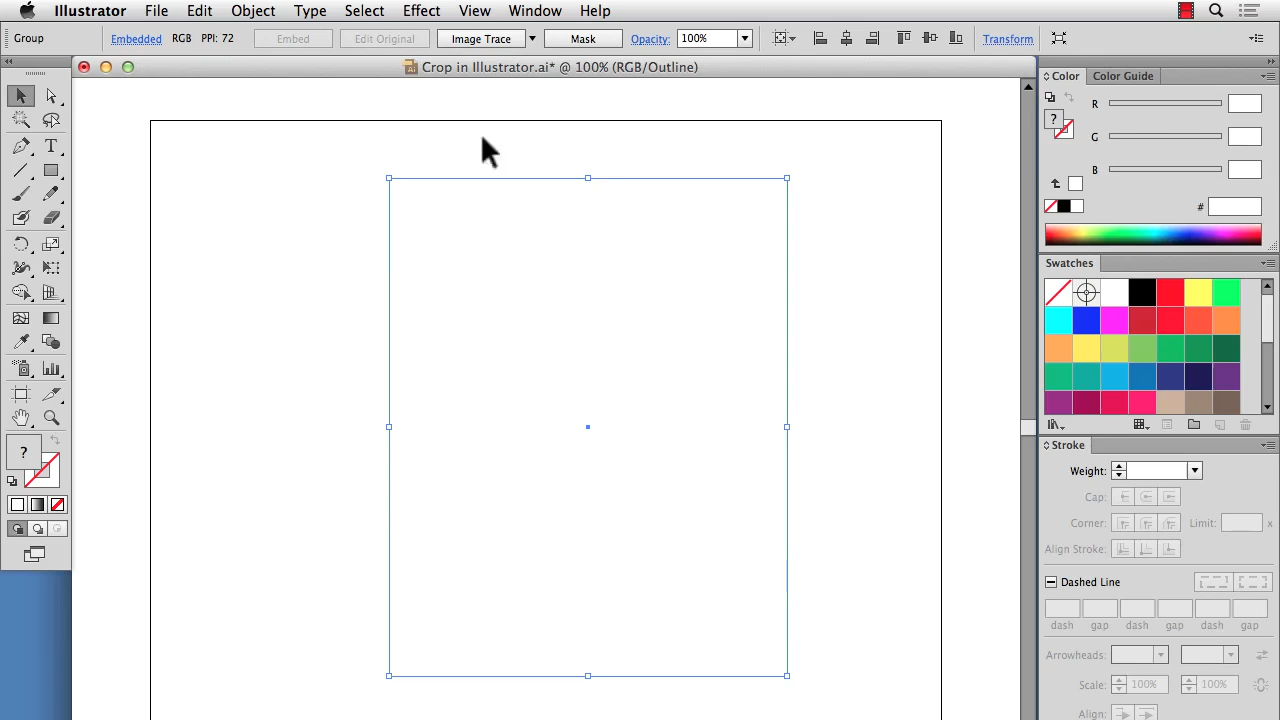 Illustrator File Edit Object Type Select Effect View Window Help
Group Embedded RGB PPI: 72 Embed Edit Original Image Trace Mask Opacity: 100% Transform
Ai Crop in Illustrator.ai* @ 100% (RGB/Outline)
Color Color Guide
R
G
B
#
?
T
Swatches
?
Stroke
Weight:
Cap:
Corner: Limit: x
Align Stroke:
Dashed Line
dash gap dash gap dash gap
Arrowheads:
Scale: 100% 100%
Align: